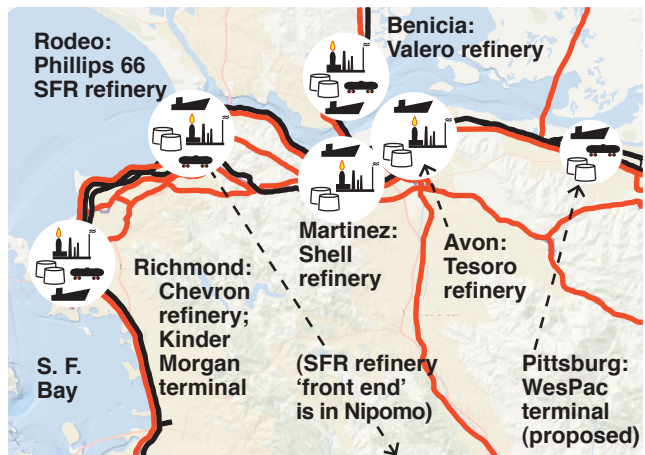 Rodeo:
Phillips 66
SFR refinery
Benicia:
Valero refinery
Martinez:
Shell
refinery
Avon:
Tesoro
refinery
Richmond:
Chevron
refinery;
Kinder
Morgan
terminal
S. F.
Bay
(SFR refinery
‘front end’
is in Nipomo)
Pittsburg:
WesPac
terminal
(proposed)